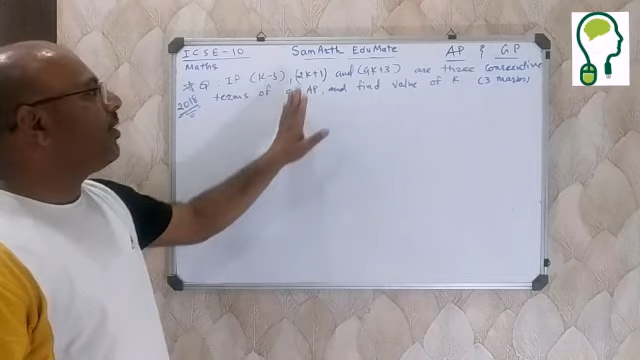 ICSE-10 SamArth EduMate AP & GP
Maths
Q. If (K-3), (2K+1) and (4K+3) are three consecutive
2018 terms of an AP, and find value of K (3 marks)